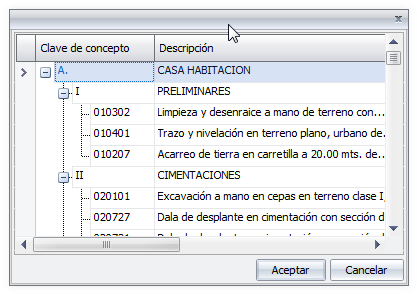 Clave de concepto Descripción
A. CASA HABITACION
I PRELIMINARES
010302 Limpieza y desenraice a mano de terreno con...
010401 Trazo y nivelación en terreno plano, urbano de...
010207 Acarreo de tierra en carretilla a 20.00 mts. de...
II CIMENTACIONES
020101 Excavación a mano en cepas en terreno clase I,
020727 Dala de desplante en cimentación con sección d
Aceptar Cancelar